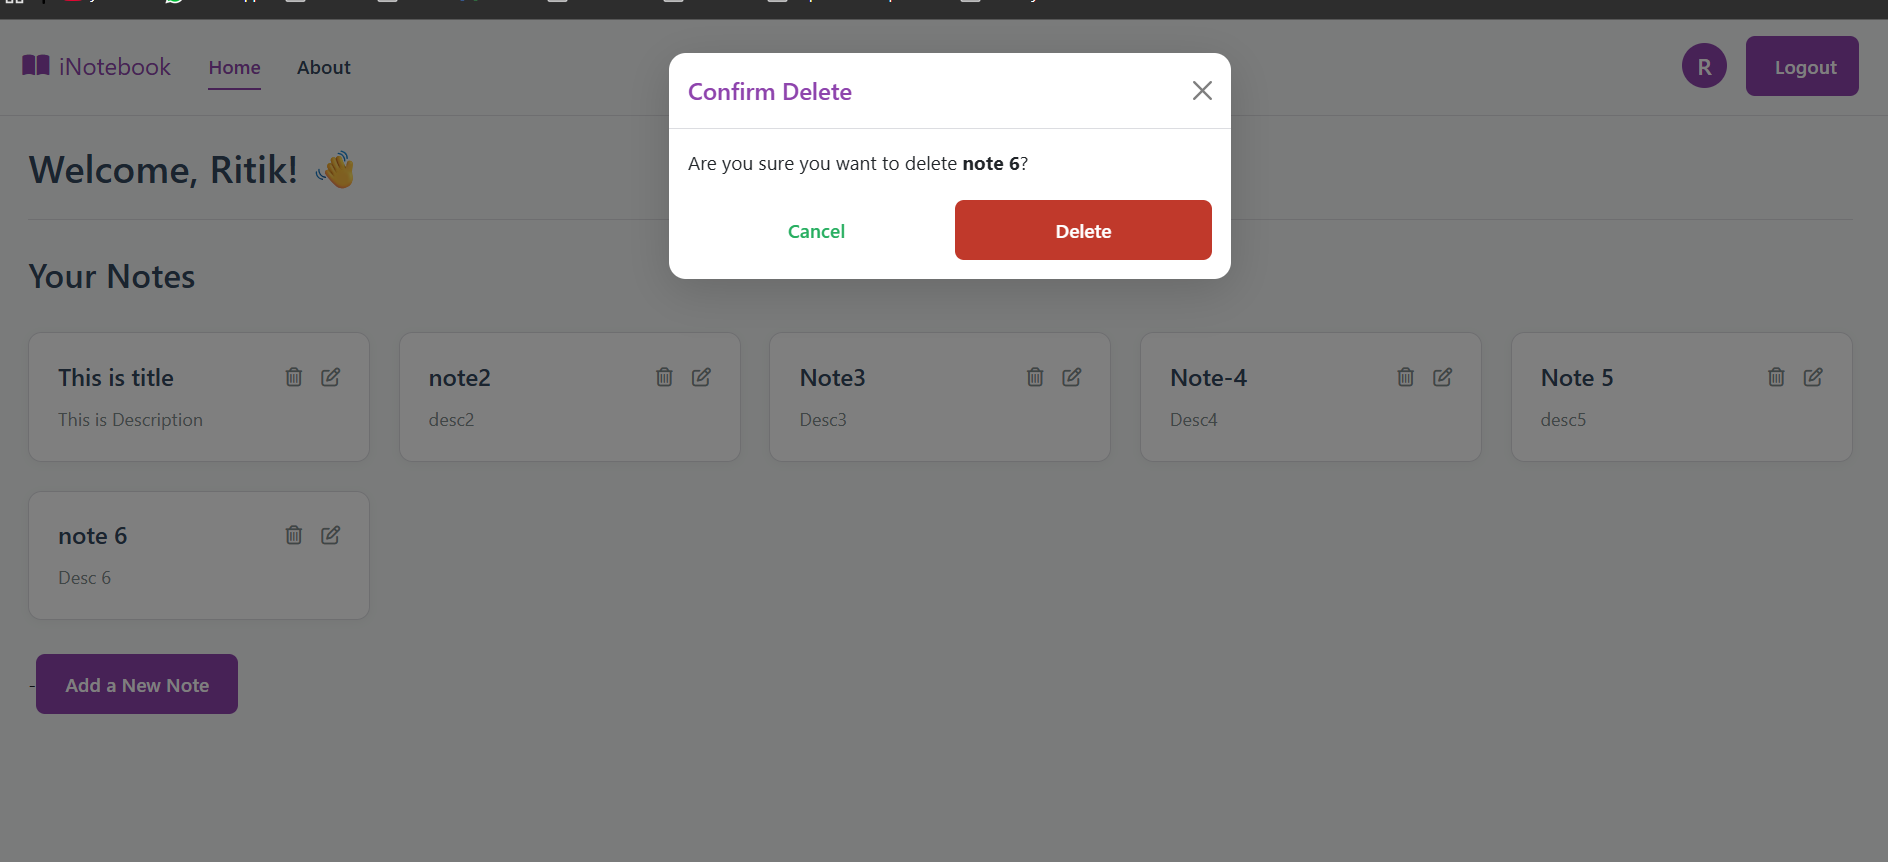 iNotebook Home About
R Logout
Confirm Delete
Are you sure you want to delete note 6?
Cancel Delete
Welcome, Ritik! 👋
Your Notes
This is title
This is Description
note2
desc2
Note3
Desc3
Note-4
Desc4
Note 5
desc5
note 6
Desc 6
-Add a New Note